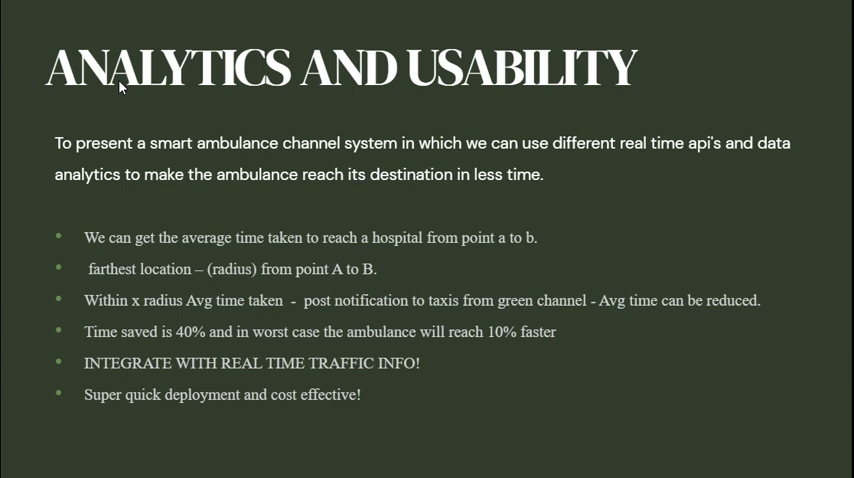 ANALYTICS AND USABILITY
To present a smart ambulance channel system in which we can use different real time api's and data
analytics to make the ambulance reach its destination in less time.
• We can get the average time taken to reach a hospital from point a to b.
• farthest location – (radius) from point A to B.
• Within x radius Avg time taken - post notification to taxis from green channel - Avg time can be reduced.
• Time saved is 40% and in worst case the ambulance will reach 10% faster
• INTEGRATE WITH REAL TIME TRAFFIC INFO!
• Super quick deployment and cost effective!